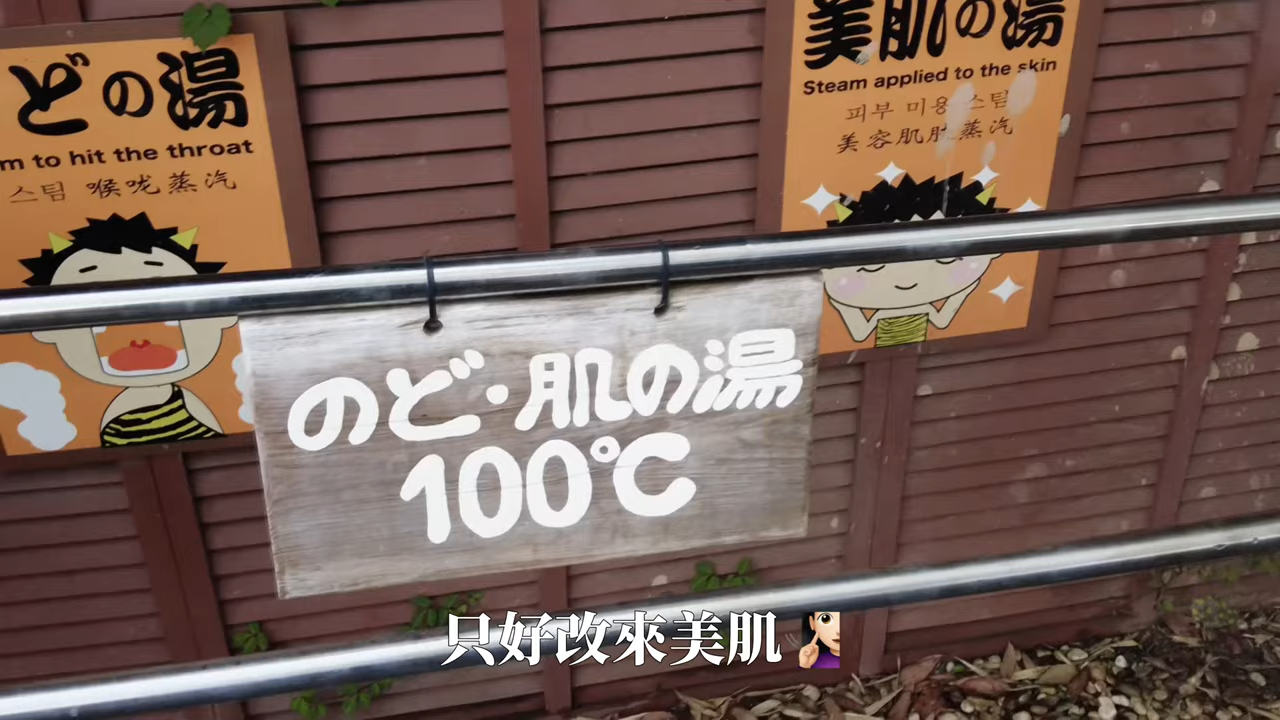 どの湯
m to hit the throat
스팀 喉咙蒸汽
美肌の湯
Steam applied to the skin
피부 미용 스팀
美容肌肤蒸汽
のど・肌の湯
100℃
只好改來美肌